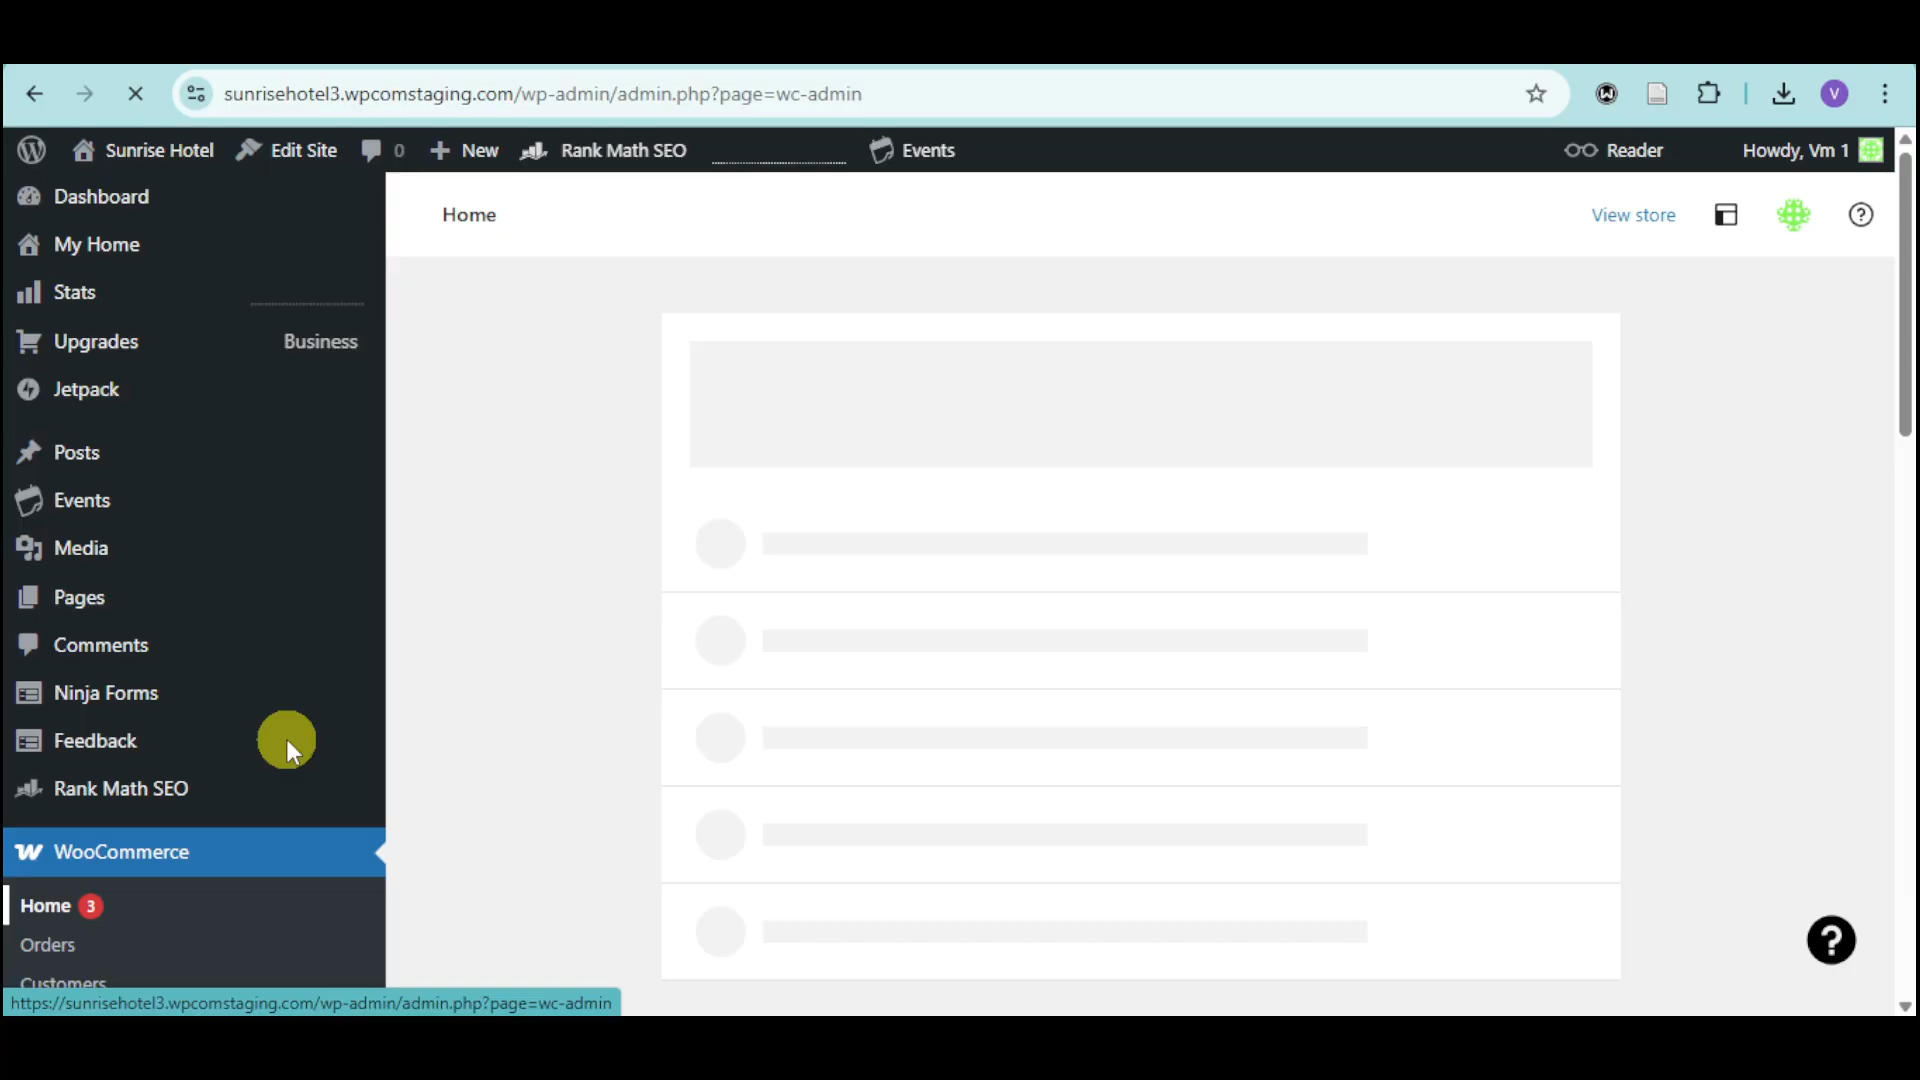 sunrisehotel3.wpcomstaging.com/wp-admin/admin.php?page=wc-admin
V
Sunrise Hotel
Edit Site
0
New
Rank Math SEO
Events
Reader
Howdy, Vm 1
Dashboard
My Home
Stats
Upgrades
Business
Jetpack
Posts
Events
Media
Pages
Comments
Ninja Forms
Feedback
Rank Math SEO
WooCommerce
Home 3
Orders
Customers
Home
View store
https://sunrisehotel3.wpcomstaging.com/wp-admin/admin.php?page=wc-admin